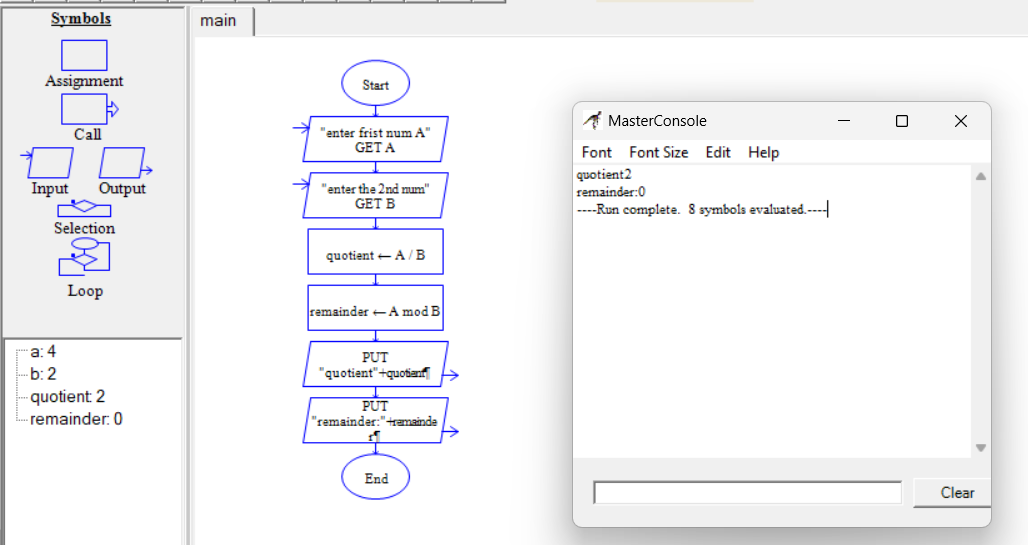 Symbols
Assignment
Call
Input
Output
Selection
Loop
a: 4
b: 2
quotient: 2
remainder: 0
main
Start
"enter frist num A"
GET A
"enter the 2nd num"
GET B
quotient ← A / B
remainder ← A mod B
PUT
"quotient"+quotient¶
PUT
"remainder:"+remainde
r¶
End
MasterConsole
Font Font Size Edit Help
quotient2
remainder:0
----Run complete.  8 symbols evaluated.----
Clear